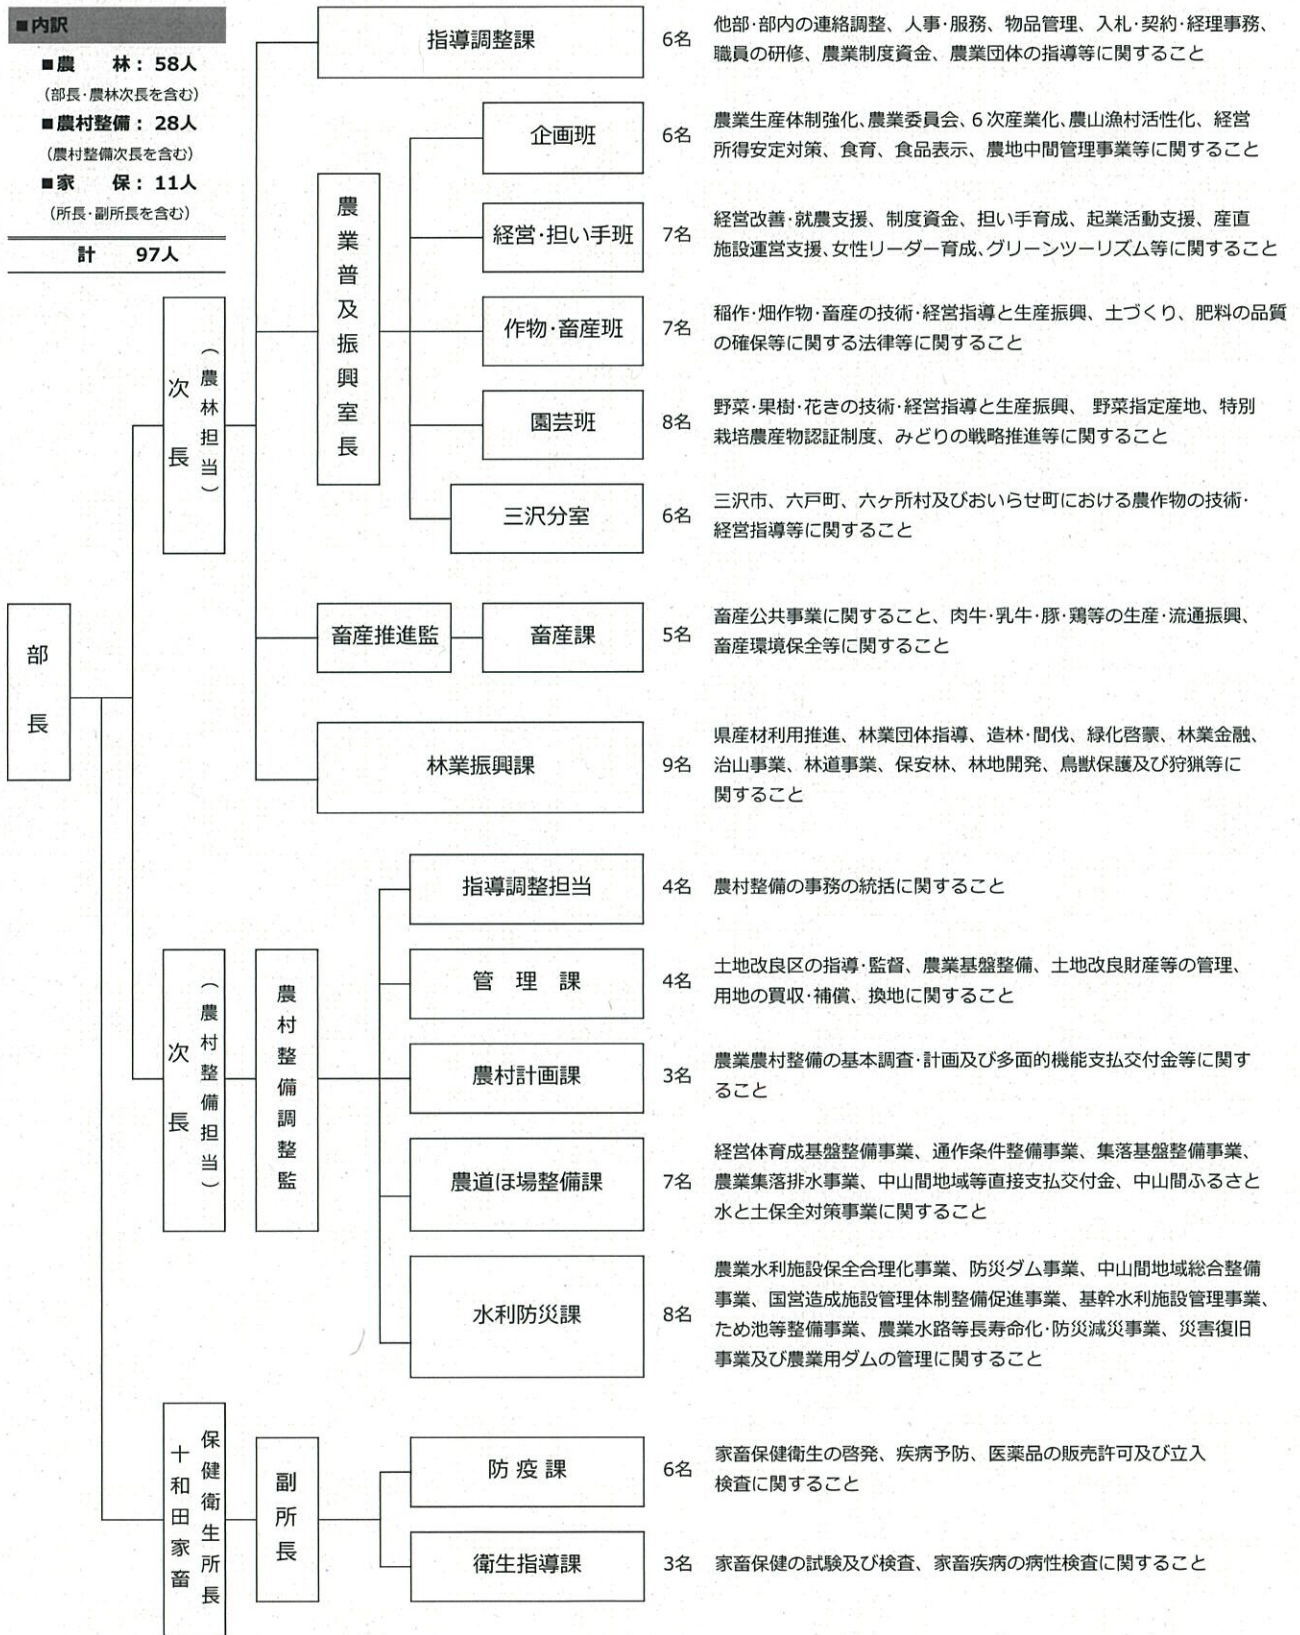 ■内訳
■農　林：58人
（部長・農林次長を含む）
■農村整備：28人
（農村整備次長を含む）
■家　保：11人
（所長・副所長を含む）
計　97人
部長
次長
（農林担当）
指導調整課
6名
他部・部内の連絡調整、人事・服務、物品管理、入札・契約・経理事務、
職員の研修、農業制度資金、農業団体の指導等に関すること
農業普及振興室長
企画班
6名
農業生産体制強化、農業委員会、6次産業化、農山漁村活性化、経営
所得安定対策、食育、食品表示、農地中間管理事業等に関すること
経営・担い手班
7名
経営改善・就農支援、制度資金、担い手育成、起業活動支援、産直
施設運営支援、女性リーダー育成、グリーンツーリズム等に関すること
作物・畜産班
7名
稲作・畑作物・畜産の技術・経営指導と生産振興、土づくり、肥料の品質
の確保等に関する法律等に関すること
園芸班
8名
野菜・果樹・花きの技術・経営指導と生産振興、 野菜指定産地、特別
栽培農産物認証制度、みどりの戦略推進等に関すること
三沢分室
6名
三沢市、六戸町、六ヶ所村及びおいらせ町における農作物の技術・
経営指導等に関すること
畜産推進監
畜産課
5名
畜産公共事業に関すること、肉牛・乳牛・豚・鶏等の生産・流通振興、
畜産環境保全等に関すること
林業振興課
9名
県産材利用推進、林業団体指導、造林・間伐、緑化啓蒙、林業金融、
治山事業、林道事業、保安林、林地開発、鳥獣保護及び狩猟等に
関すること
次長
（農村整備担当）
農村整備調整監
指導調整担当
4名
農村整備の事務の統括に関すること
管　理　課
4名
土地改良区の指導・監督、農業基盤整備、土地改良財産等の管理、
用地の買収・補償、換地に関すること
農村計画課
3名
農業農村整備の基本調査・計画及び多面的機能支払交付金等に関す
ること
農道ほ場整備課
7名
経営体育成基盤整備事業、通作条件整備事業、集落基盤整備事業、
農業集落排水事業、中山間地域等直接支払交付金、中山間ふるさと
水と土保全対策事業に関すること
水利防災課
8名
農業水利施設保全合理化事業、防災ダム事業、中山間地域総合整備
事業、国営造成施設管理体制整備促進事業、基幹水利施設管理事業、
ため池等整備事業、農業水路等長寿命化・防災減災事業、災害復旧
事業及び農業用ダムの管理に関すること
十和田家畜
保健衛生所長
副所長
防 疫 課
6名
家畜保健衛生の啓発、疾病予防、医薬品の販売許可及び立入
検査に関すること
衛生指導課
3名
家畜保健の試験及び検査、家畜疾病の病性検査に関すること